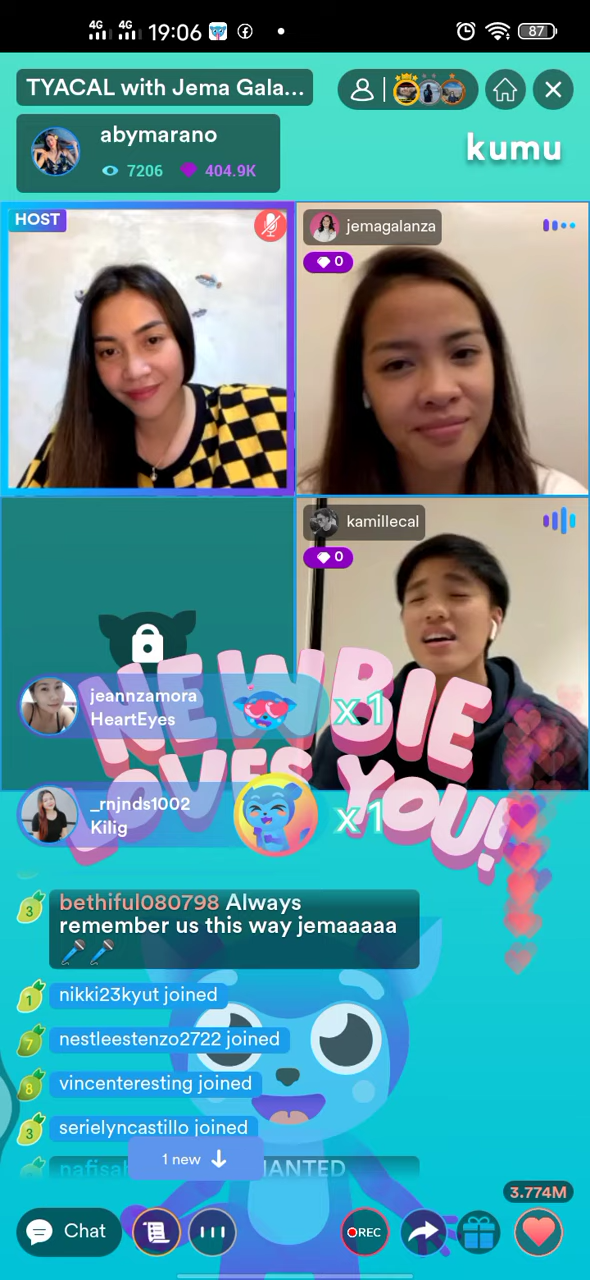 4G 4G 19:06 87
TYACAL with Jema Gala...
abymarano
7206 404.9K
kumu
HOST
jemagalanza
0
kamillecal
0
NEWBIE
LOVES YOU!
jeannzamora
HeartEyes
x1
_rnjnds1002
Kilig
x1
3 bethiful080798 Always
remember us this way jemaaaaa
1 nikki23kyut joined
7 nestleestenzo2722 joined
8 vincenteresting joined
3 serielyncastillo joined
1 new
3.774M
Chat
REC